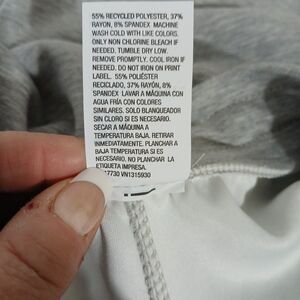 55% RECYCLED POLYESTER, 37%
RAYON, 8% SPANDEX MACHINE
WASH COLD WITH LIKE COLORS.
ONLY NON CHLORINE BLEACH IF
NEEDED. TUMBLE DRY LOW.
REMOVE PROMPTLY. COOL IRON IF
NEEDED. DO NOT IRON ON PRINT
LABEL. 55% POLIÉSTER
RECICLADO, 37% RAYON, 8%
SPANDEX LAVAR A MÁQUINA CON
AGUA FRÍA CON COLORES
SIMILARES. SOLO BLANQUEADOR
SIN CLORO SI ES NECESARIO.
SECAR A MÁQUINA A
TEMPERATURA BAJA. RETIRAR
INMEDIATAMENTE. PLANCHAR A
BAJA TEMPERATURA SI ES
NECESARIO. NO PLANCHAR LA
ETIQUETA IMPRESA.
17730 VN1315930